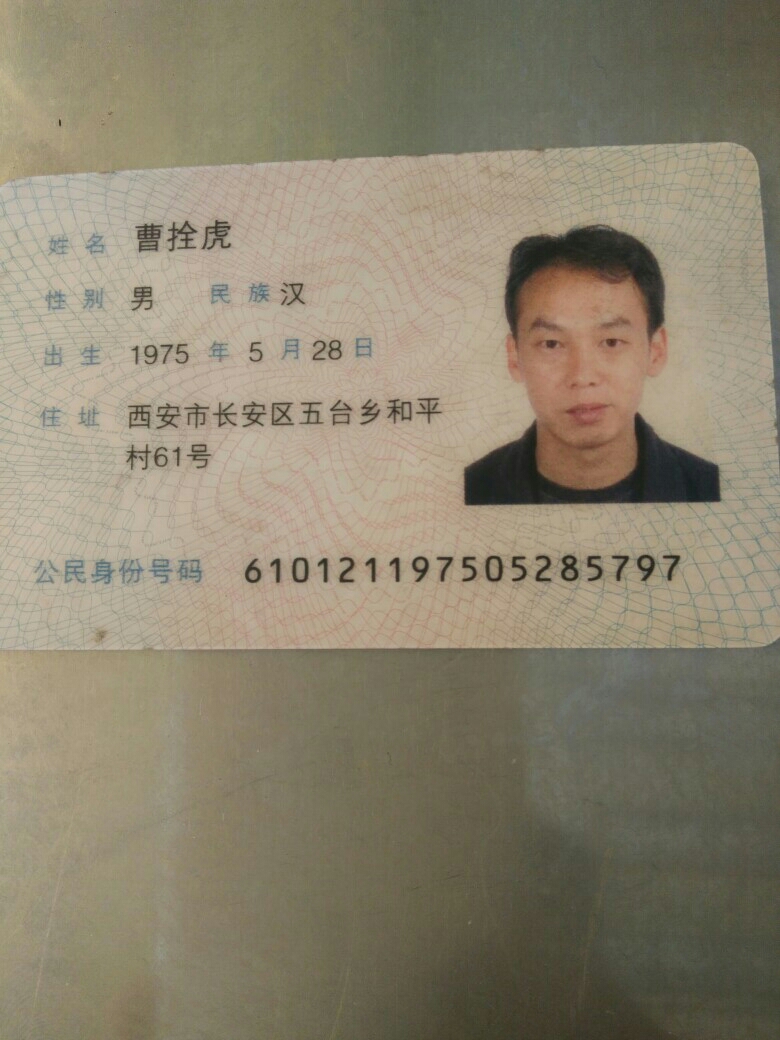 姓名 曹拴虎
性别 男 民族 汉
出生 1975 年 5 月 28 日
住址 西安市长安区五台乡和平
村61号
公民身份号码 610121197505285797